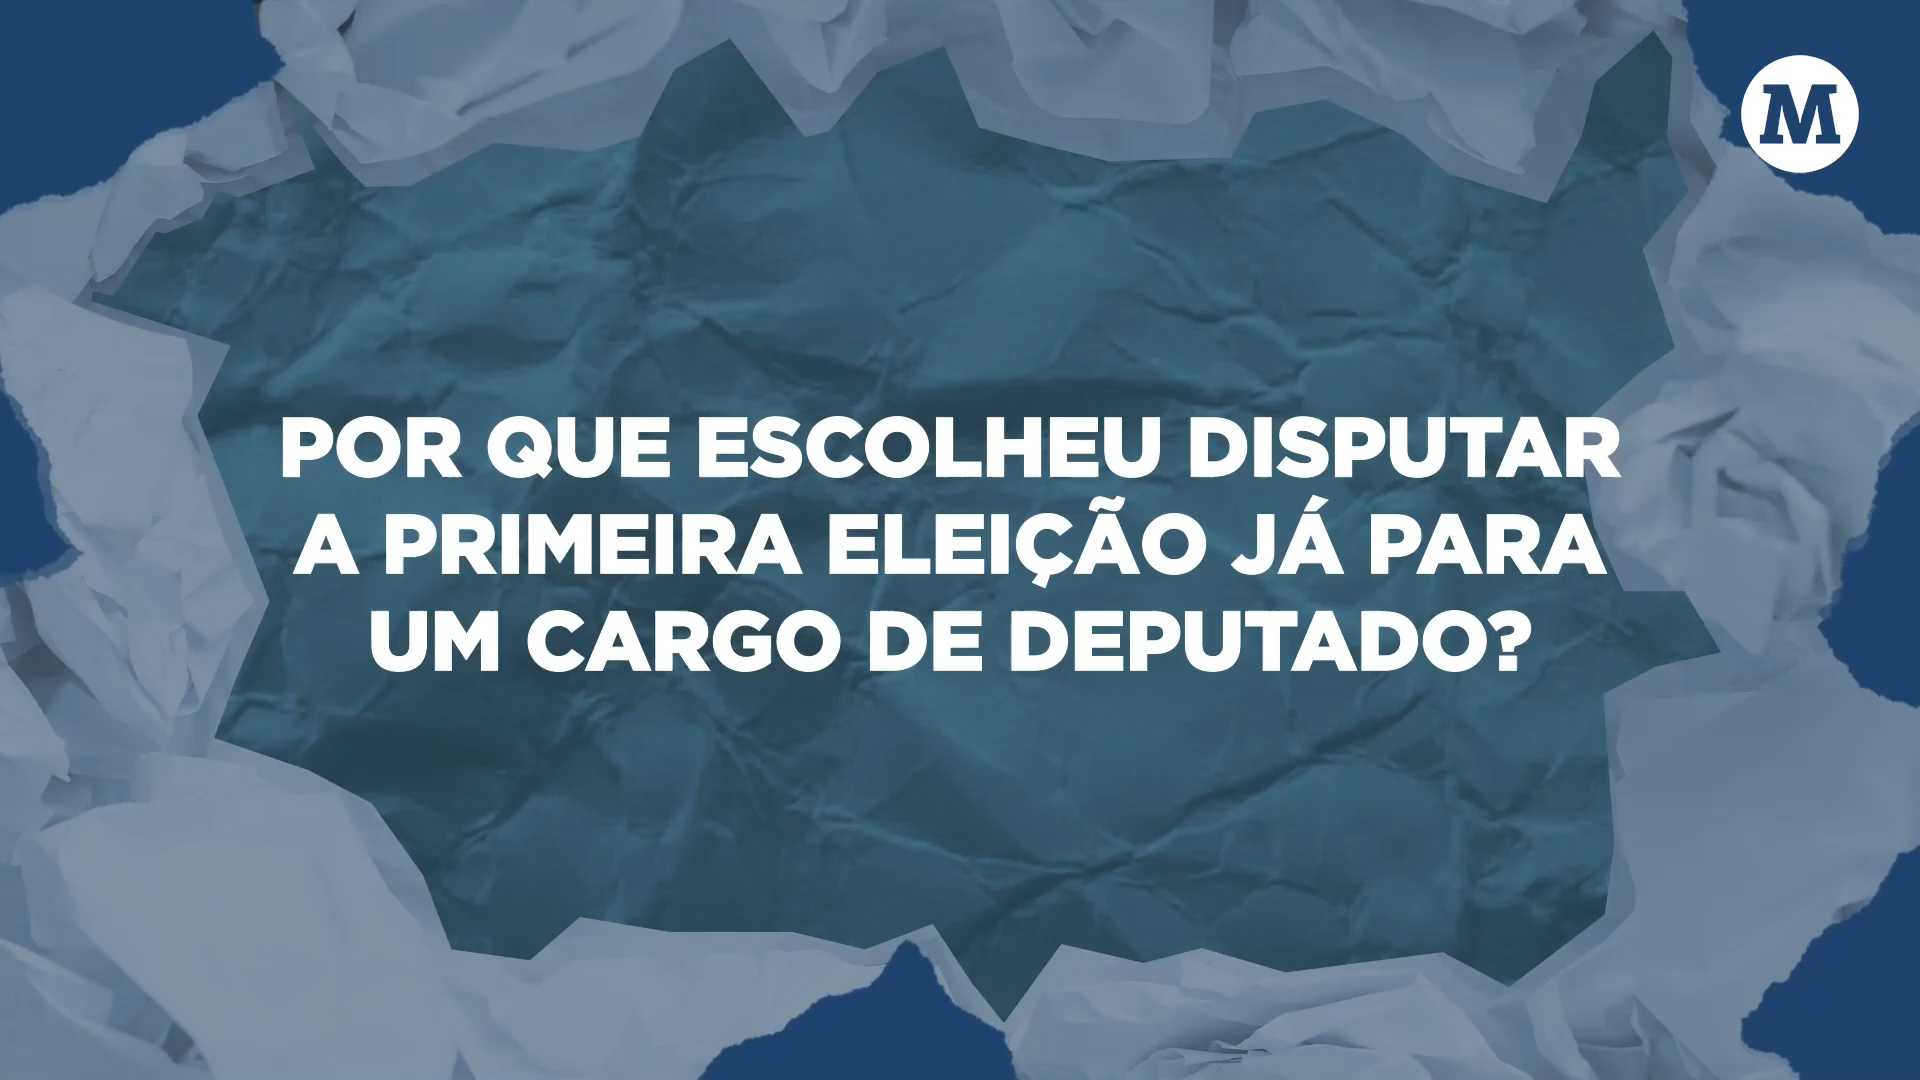 M
POR QUE ESCOLHEU DISPUTAR
A PRIMEIRA ELEIÇÃO JÁ PARA
UM CARGO DE DEPUTADO?